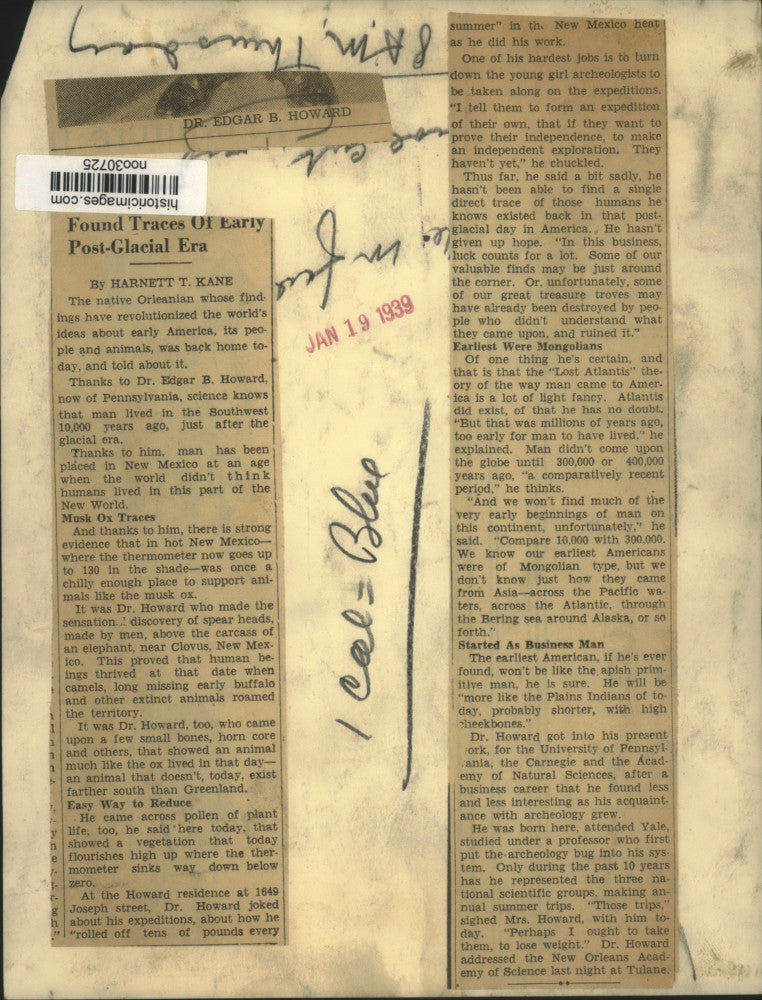 8 A.M. Thursday
DR. EDGAR B. HOWARD
noo30725
historicimages.com
Found Traces Of Early
Post-Glacial Era
By HARNETT T. KANE
The native Orleanian whose find-
ings have revolutionized the world's
ideas about early America, its peo-
ple and animals, was back home to-
day, and told about it.
Thanks to Dr. Edgar B. Howard,
now of Pennsylvania, science knows
that man lived in the Southwest
10,000 years ago, just after the
glacial era.
Thanks to him, man has been
placed in New Mexico at an age
when the world didn't think
humans lived in this part of the
New World.
Musk Ox Traces
And thanks to him, there is strong
evidence that in hot New Mexico—
where the thermometer now goes up
to 130 in the shade—was once a
chilly enough place to support ani-
mals like the musk ox.
It was Dr. Howard who made the
sensation.. discovery of spear heads,
made by men, above the carcass of
an elephant, near Clovus, New Mex-
ico. This proved that human be-
ings thrived at that date when
camels, long missing early buffalo
and other extinct animals roamed
the territory.
It was Dr. Howard, too, who came
upon a few small bones, horn core
and others, that showed an animal
much like the ox lived in that day—
an animal that doesn't, today, exist
farther south than Greenland.
Easy Way to Reduce
He came across pollen of plant
life, too, he said here today, that
showed a vegetation that today
flourishes high up where the ther-
mometer sinks way down below
zero.
At the Howard residence at 1649
Joseph street, Dr. Howard joked
about his expeditions, about how he
"rolled off tens of pounds every
JAN 19 1939
1 col = Blue
summer" in the New Mexico heat
as he did his work.
One of his hardest jobs is to turn
down the young girl archeologists to
be taken along on the expeditions.
"I tell them to form an expedition
of their own, that if they want to
prove their independence, to make
an independent exploration. They
haven't yet," he chuckled.
Thus far, he said a bit sadly, he
hasn't been able to find a single
direct trace of those humans he
knows existed back in that post-
glacial day in America. He hasn't
given up hope. "In this business,
luck counts for a lot. Some of our
valuable finds may be just around
the corner. Or, unfortunately, some
of our great treasure troves may
have already been destroyed by peo-
ple who didn't understand what
they came upon, and ruined it."
Earliest Were Mongolians
Of one thing he's certain, and
that is that the "Lost Atlantis" the-
ory of the way man came to Amer-
ica is a lot of light fancy. Atlantis
did exist, of that he has no doubt.
"But that was millions of years ago,
too early for man to have lived," he
explained. Man didn't come upon
the globe until 300,000 or 400,000
years ago, "a comparatively recent
period," he thinks.
"And we won't find much of the
very early beginnings of man on
this continent, unfortunately," he
said. "Compare 10,000 with 300,000.
We know our earliest Americans
were of Mongolian type, but we
don't know just how they came
from Asia—across the Pacific wa-
ters, across the Atlantic, through
the Bering sea around Alaska, or so
forth."
Started As Business Man
The earliest American, if he's ever
found, won't be like the apish prim-
itive man, he is sure. He will be
"more like the Plains Indians of to-
day, probably shorter, with high
cheekbones."
Dr. Howard got into his present
work, for the University of Pennsyl-
vania, the Carnegie and the Acad-
emy of Natural Sciences, after a
business career that he found less
and less interesting as his acquaint-
ance with archeology grew.
He was born here, attended Yale,
studied under a professor who first
put the archeology bug into his sys-
tem. Only during the past 10 years
has he represented the three na-
tional scientific groups, making an-
nual summer trips. "Those trips,"
sighed Mrs. Howard, with him to-
day. "Perhaps I ought to take
them, to lose weight." Dr. Howard
addressed the New Orleans Acad-
emy of Science last night at Tulane.